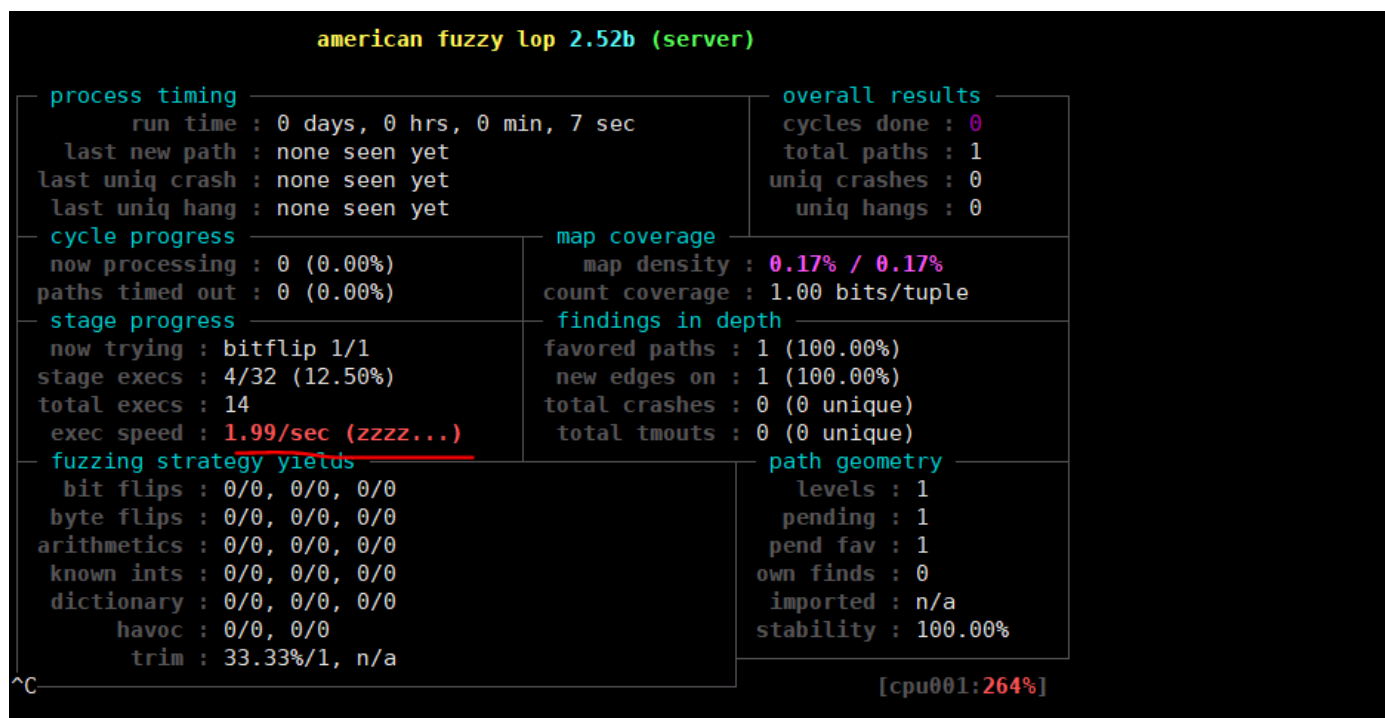 american fuzzy lop 2.52b (server)
process timing
overall results
run time : 0 days, 0 hrs, 0 min, 7 sec
cycles done : 0
last new path : none seen yet
total paths : 1
last uniq crash : none seen yet
uniq crashes : 0
last uniq hang : none seen yet
uniq hangs : 0
cycle progress
map coverage
now processing : 0 (0.00%)
map density : 0.17% / 0.17%
paths timed out : 0 (0.00%)
count coverage : 1.00 bits/tuple
stage progress
findings in depth
now trying : bitflip 1/1
favored paths : 1 (100.00%)
stage execs : 4/32 (12.50%)
new edges on : 1 (100.00%)
total execs : 14
total crashes : 0 (0 unique)
exec speed : 1.99/sec (zzzz...)
total tmouts : 0 (0 unique)
fuzzing strategy yields
path geometry
bit flips : 0/0, 0/0, 0/0
levels : 1
byte flips : 0/0, 0/0, 0/0
pending : 1
arithmetics : 0/0, 0/0, 0/0
pend fav : 1
known ints : 0/0, 0/0, 0/0
own finds : 0
dictionary : 0/0, 0/0, 0/0
imported : n/a
havoc : 0/0, 0/0
stability : 100.00%
trim : 33.33%/1, n/a
^C
[cpu001:264%]